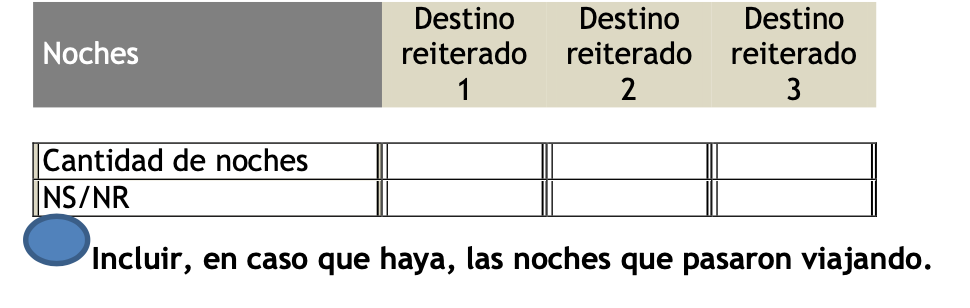 Noches
Destino reiterado 1
Destino reiterado 2
Destino reiterado 3
Cantidad de noches
NS/NR
Incluir, en caso que haya, las noches que pasaron viajando.